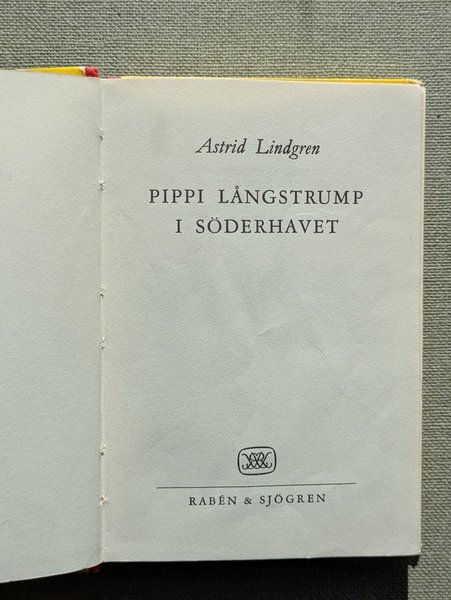 Astrid Lindgren
PIPPI LÅNGSTRUMP
I SÖDERHAVET
RABÉN & SJÖGREN